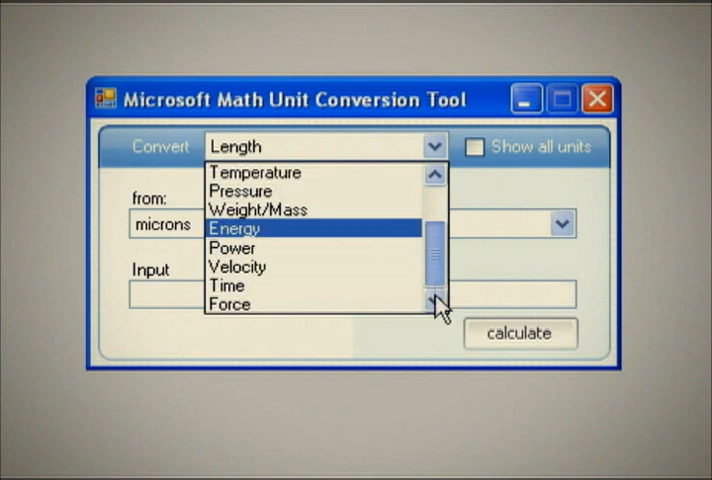 Microsoft Math Unit Conversion Tool
Convert Length Show all units
Temperature
Pressure
from:
Weight/Mass
microns
Energy
Power
Velocity
Input
Time
Force
calculate